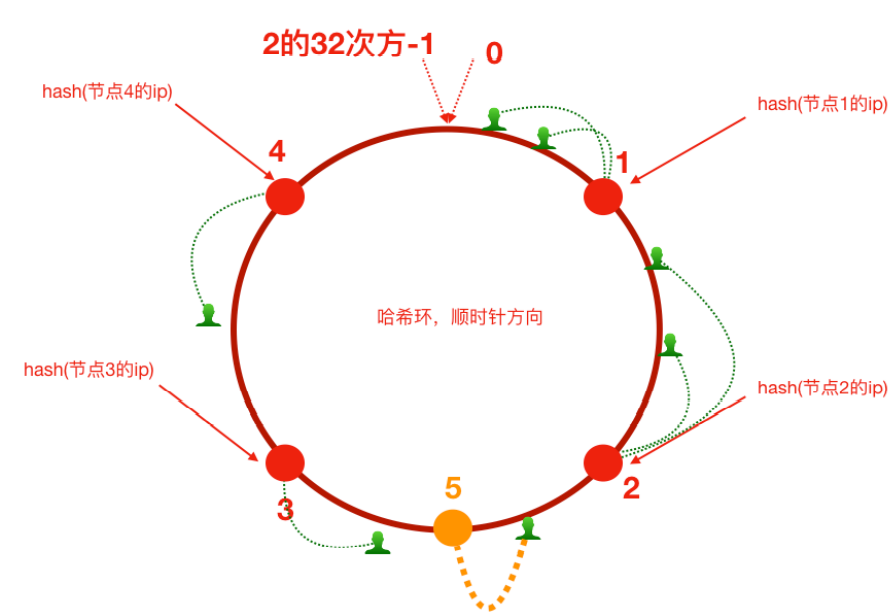 2的32次方-1
0
hash(节点4的ip)
hash(节点1的ip)
4
1
哈希环，顺时针方向
hash(节点3的ip)
hash(节点2的ip)
5
2
3